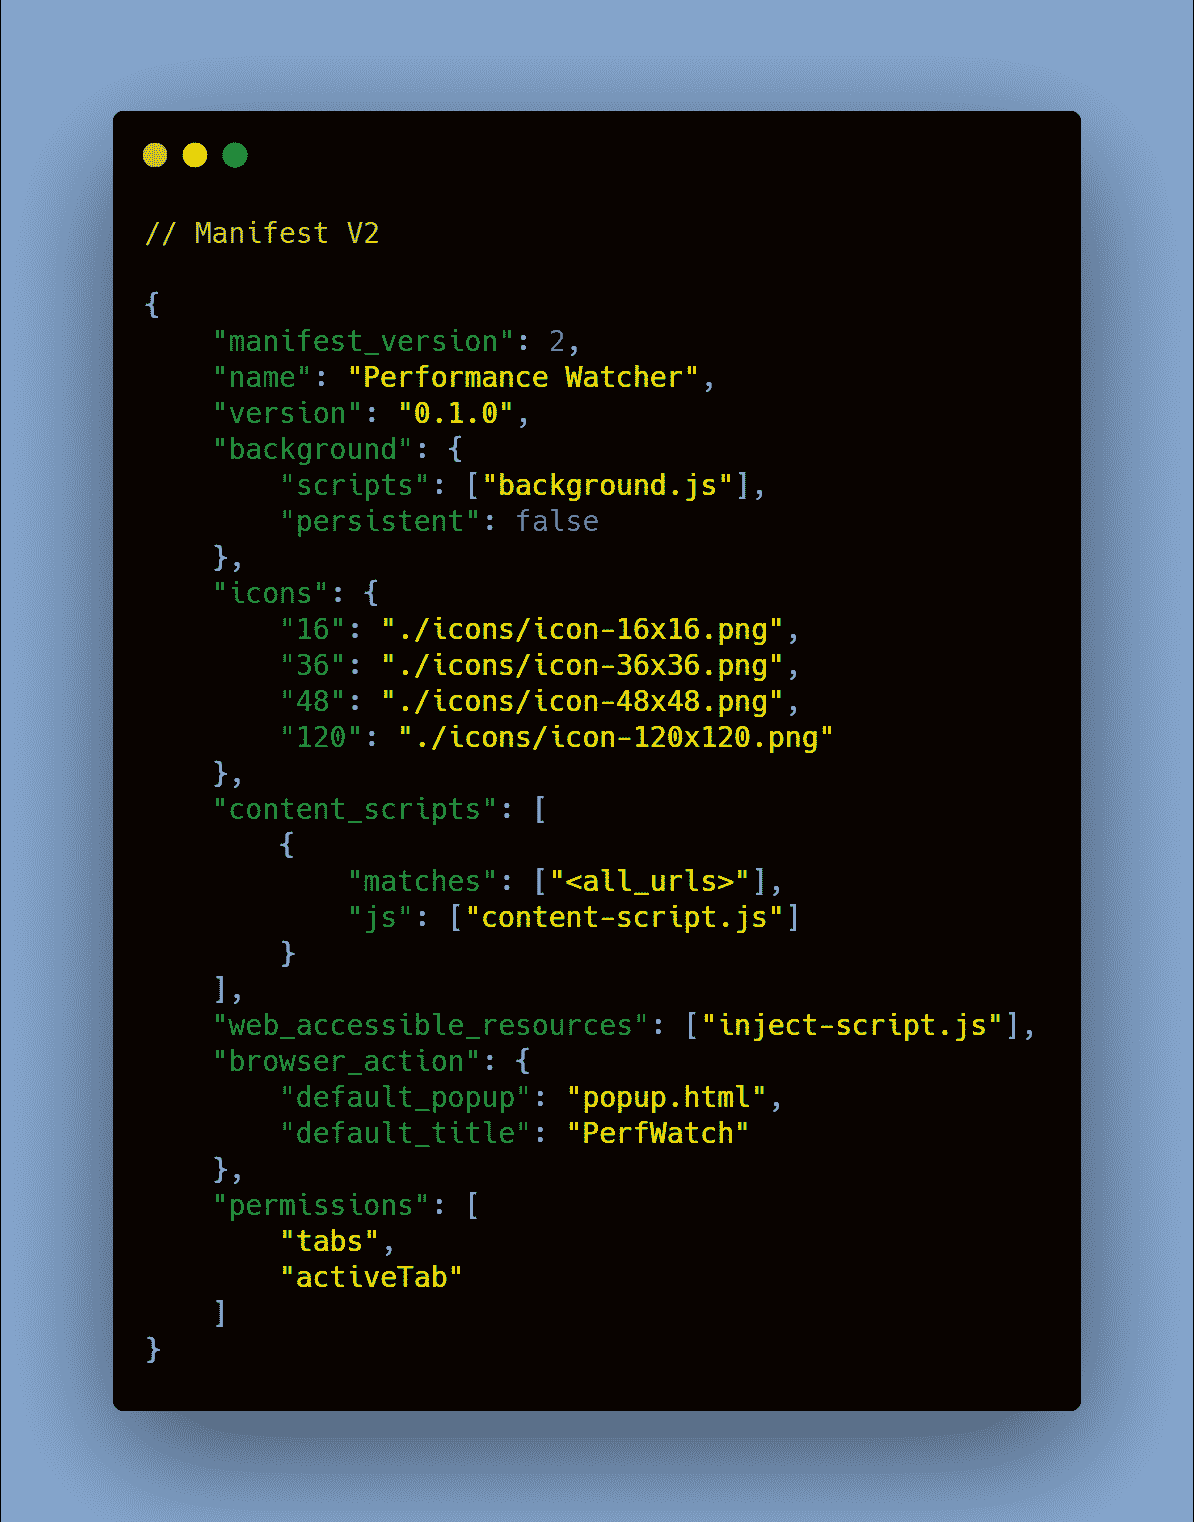 // Manifest V2
{
    "manifest_version": 2,
    "name": "Performance Watcher",
    "version": "0.1.0",
    "background": {
        "scripts": ["background.js"],
        "persistent": false
    },
    "icons": {
        "16": "./icons/icon-16x16.png",
        "36": "./icons/icon-36x36.png",
        "48": "./icons/icon-48x48.png",
        "120": "./icons/icon-120x120.png"
    },
    "content_scripts": [
        {
            "matches": ["<all_urls>"],
            "js": ["content-script.js"]
        }
    ],
    "web_accessible_resources": ["inject-script.js"],
    "browser_action": {
        "default_popup": "popup.html",
        "default_title": "PerfWatch"
    },
    "permissions": [
        "tabs",
        "activeTab"
    ]
}